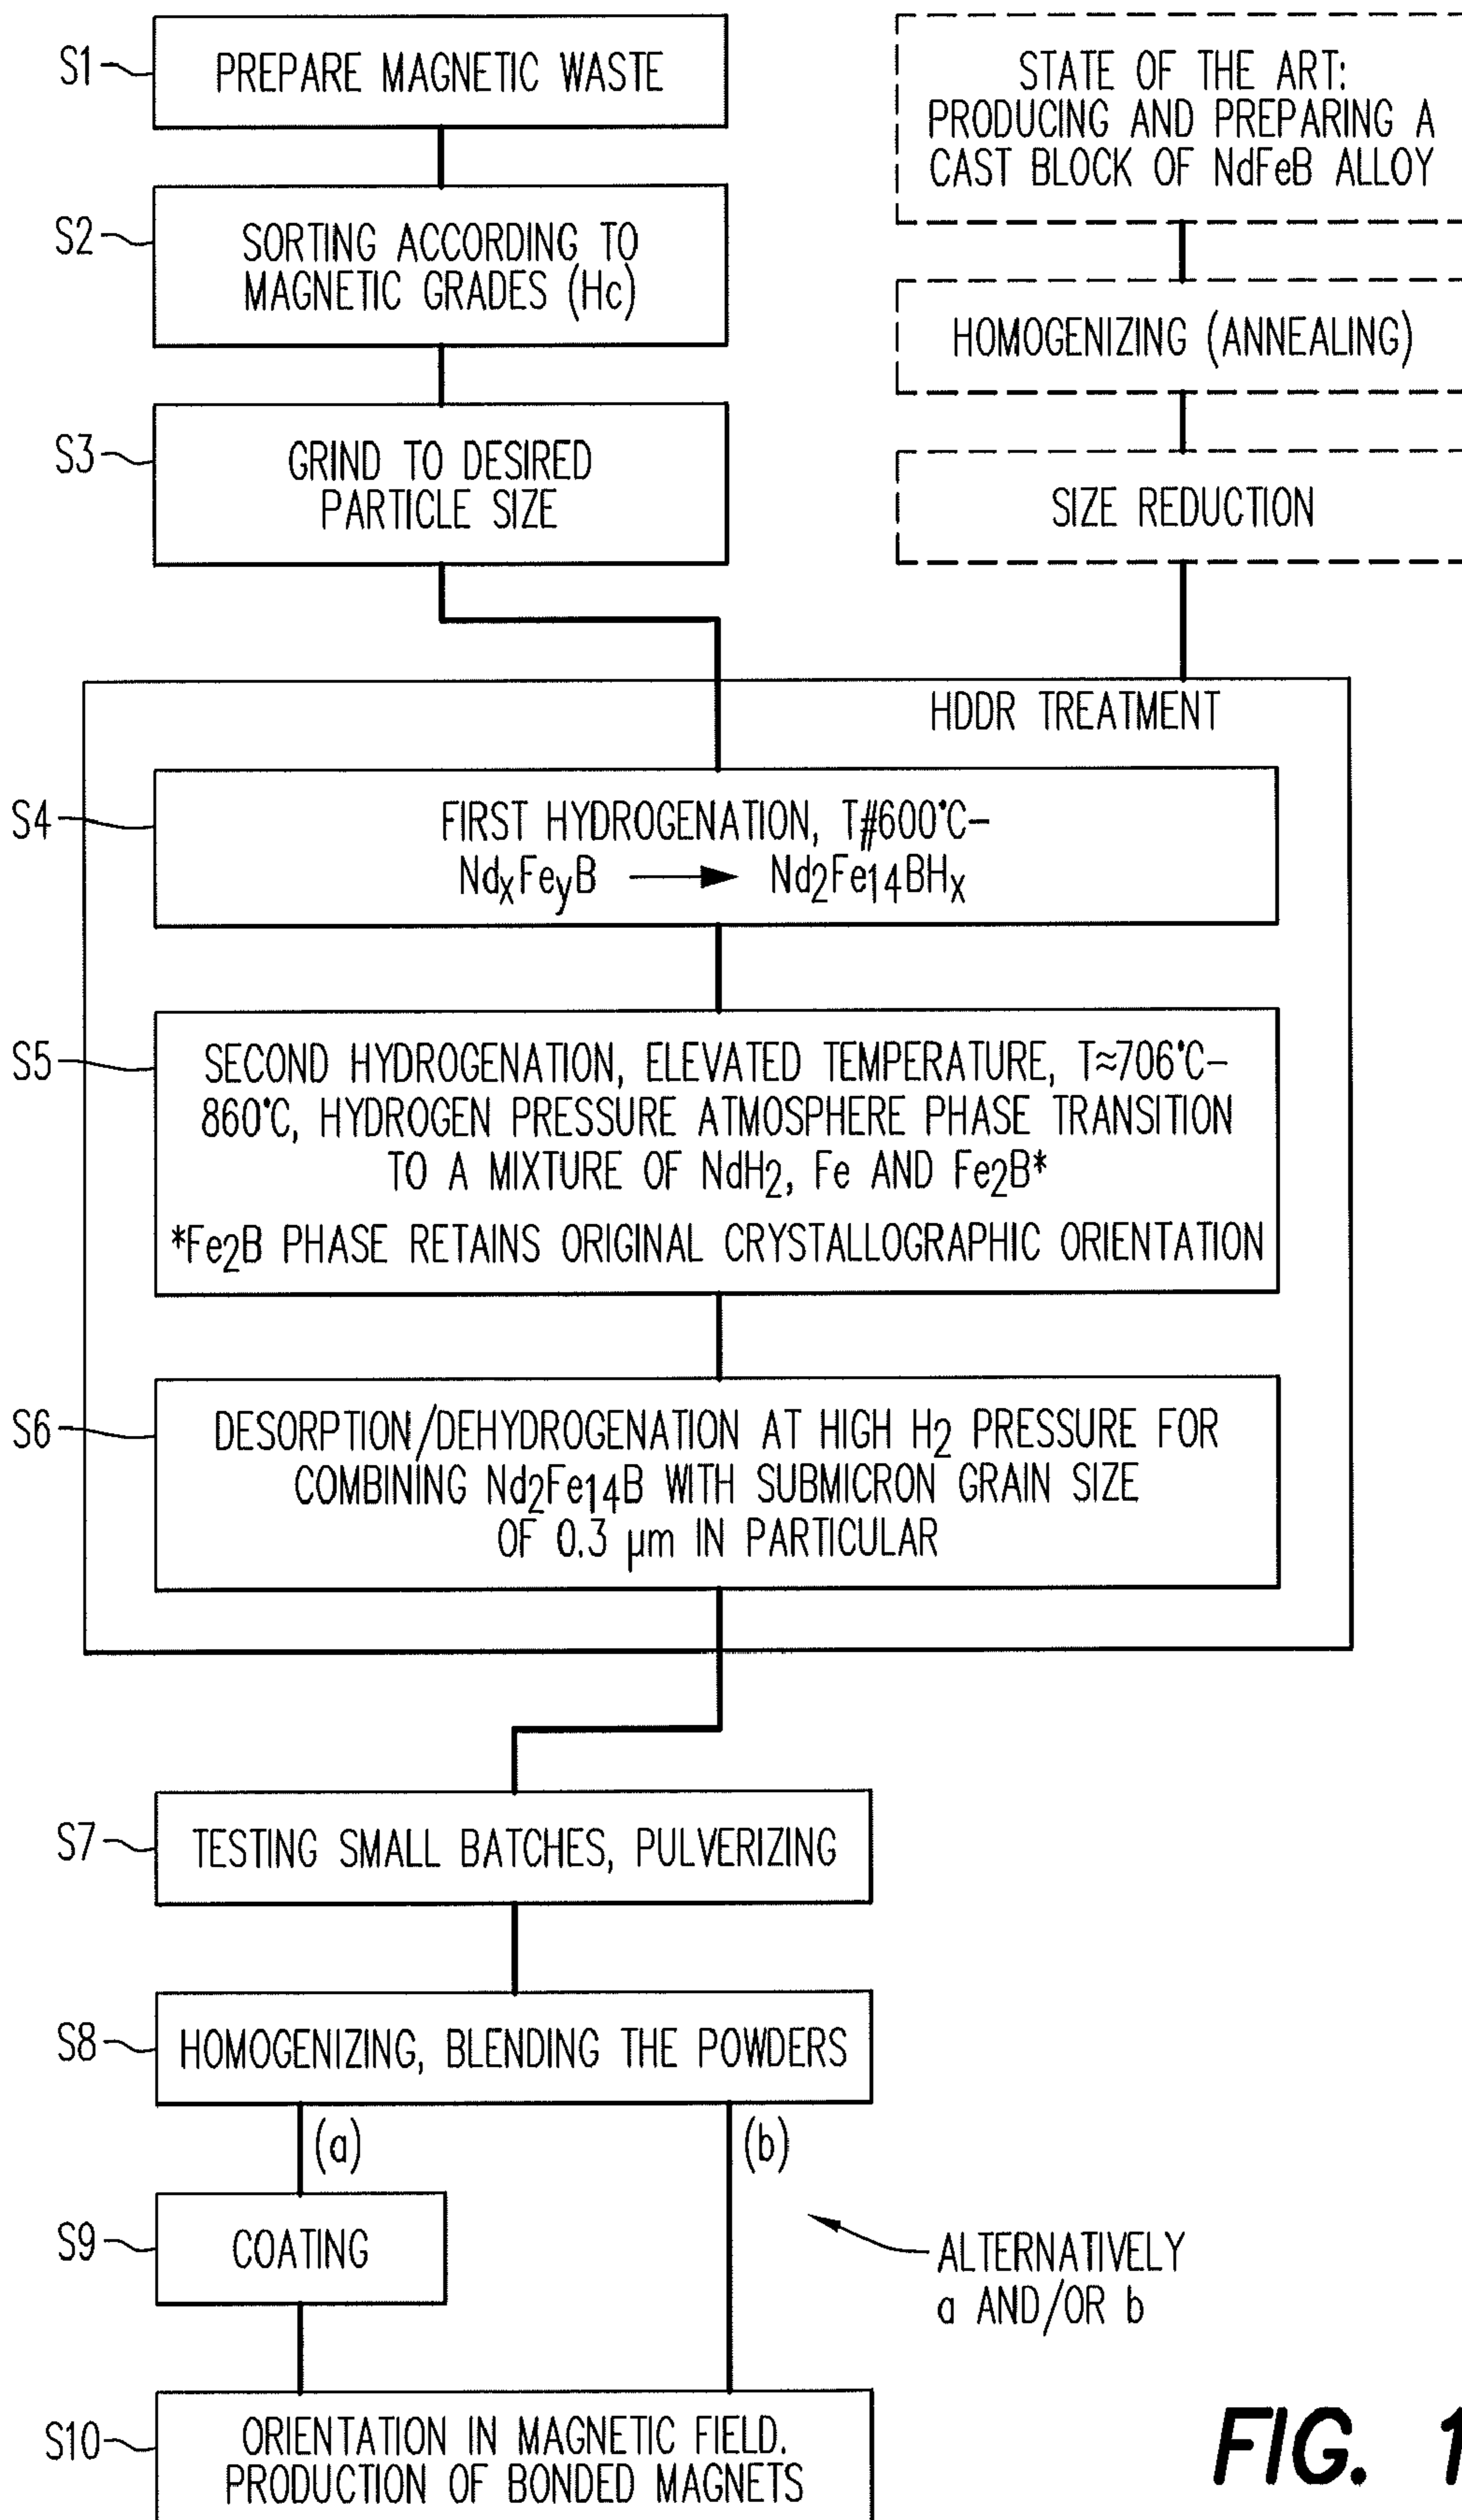 S1
PREPARE MAGNETIC WASTE
S2
SORTING ACCORDING TO
MAGNETIC GRADES (Hc)
S3
GRIND TO DESIRED
PARTICLE SIZE
STATE OF THE ART:
PRODUCING AND PREPARING A
CAST BLOCK OF NdFeB ALLOY
HOMOGENIZING (ANNEALING)
SIZE REDUCTION
HDDR TREATMENT
S4
FIRST HYDROGENATION, T#600°C-
NdxFeyB → Nd2Fe14BHx
S5
SECOND HYDROGENATION, ELEVATED TEMPERATURE, T≈706°C-
860°C, HYDROGEN PRESSURE ATMOSPHERE PHASE TRANSITION
TO A MIXTURE OF NdH2, Fe AND Fe2B*
*Fe2B PHASE RETAINS ORIGINAL CRYSTALLOGRAPHIC ORIENTATION
S6
DESORPTION/DEHYDROGENATION AT HIGH H2 PRESSURE FOR
COMBINING Nd2Fe14B WITH SUBMICRON GRAIN SIZE
OF 0.3 µm IN PARTICULAR
S7
TESTING SMALL BATCHES, PULVERIZING
S8
HOMOGENIZING, BLENDING THE POWDERS
(a)
(b)
S9
COATING
ALTERNATIVELY
a AND/OR b
S10
ORIENTATION IN MAGNETIC FIELD.
PRODUCTION OF BONDED MAGNETS
FIG. 1